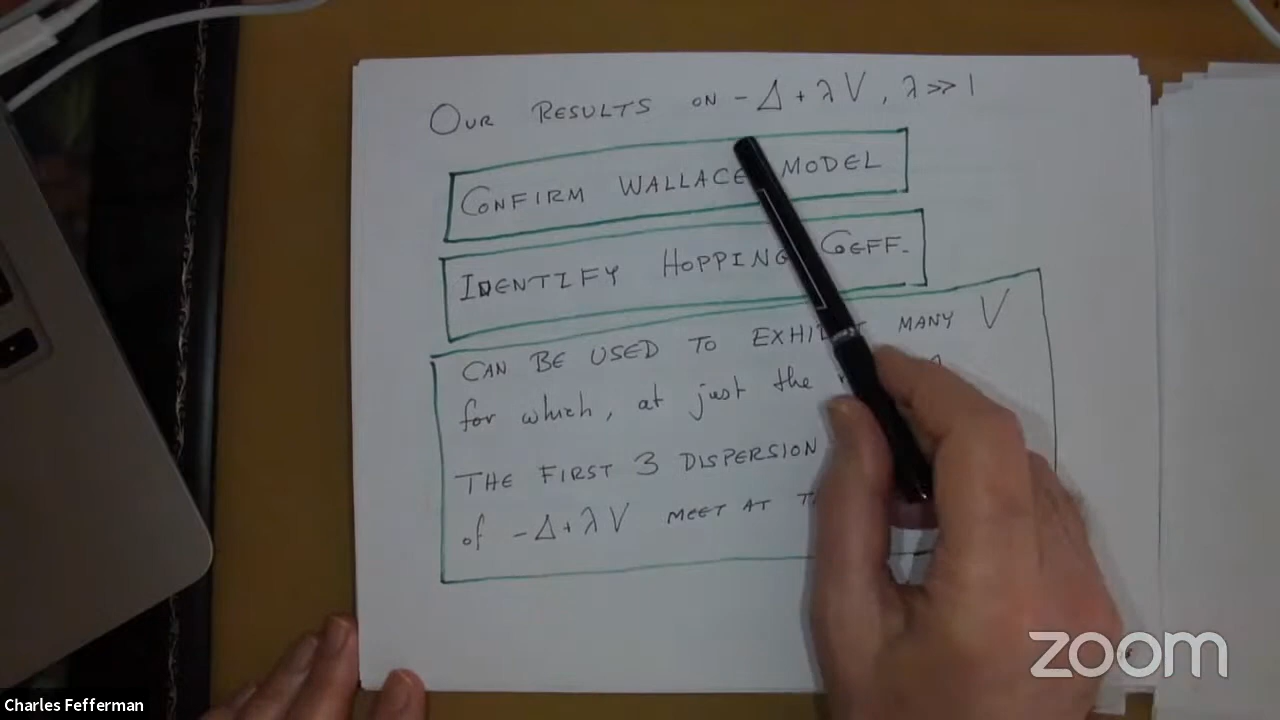 OUR RESULTS ON -Δ + λV, λ >> 1
CONFIRM WALLACE MODEL
IDENTIFY HOPPING COEFF.
CAN BE USED TO MANY V
for which, at just the
THE FIRST 3 DISPERSION
of -Δ + λV MEET AT
zoom
Charles Fefferman